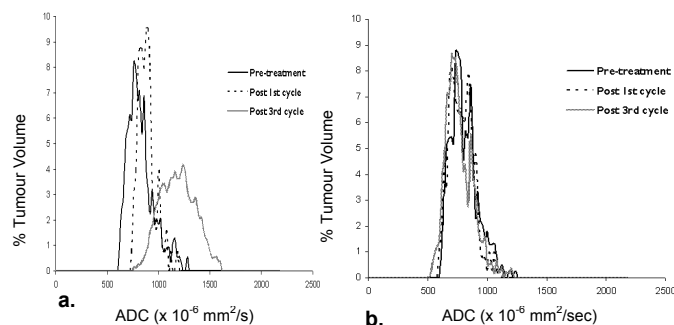 10
9
8
7
6
5
4
3
2
1
0
% Tumour Volume
Pre-treatment
Post 1st cycle
Post 3rd cycle
0 500 1000 1500 2000 2500
a.
ADC (x 10-6 mm2/s)
10
9
8
7
6
5
4
3
2
1
0
% Tumour Volume
Pre-treatment
Post 1st cycle
Post 3rd cycle
0 500 1000 1500 2000 2500
b.
ADC (x 10-6 mm2/sec)